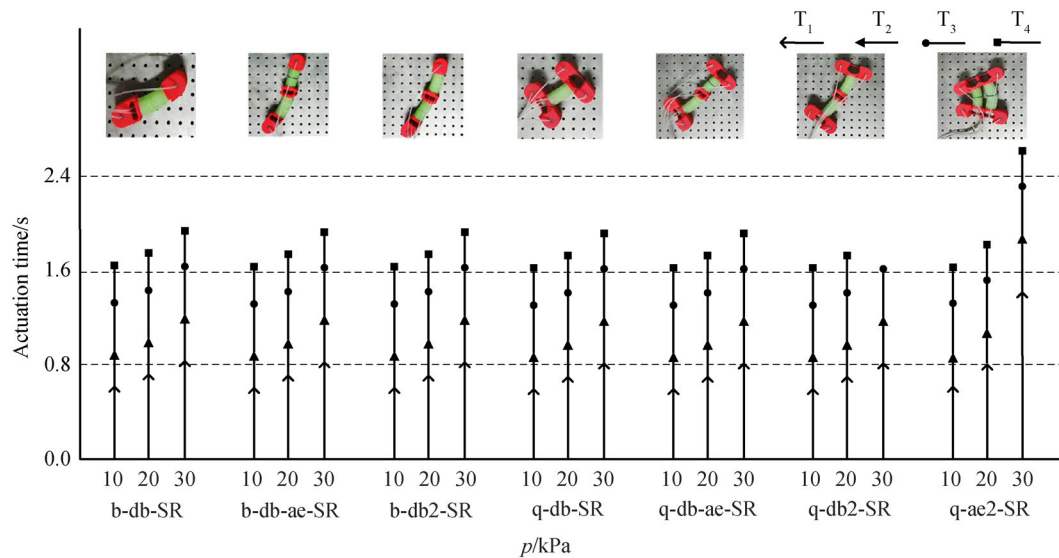 T1 T2 T3 T4
2.4
1.6
0.8
0.0
Actuation time/s
10 20 30 10 20 30 10 20 30 10 20 30 10 20 30 10 20 30 10 20 30
b-db-SR b-db-ae-SR b-db2-SR q-db-SR q-db-ae-SR q-db2-SR q-ae2-SR
p/kPa